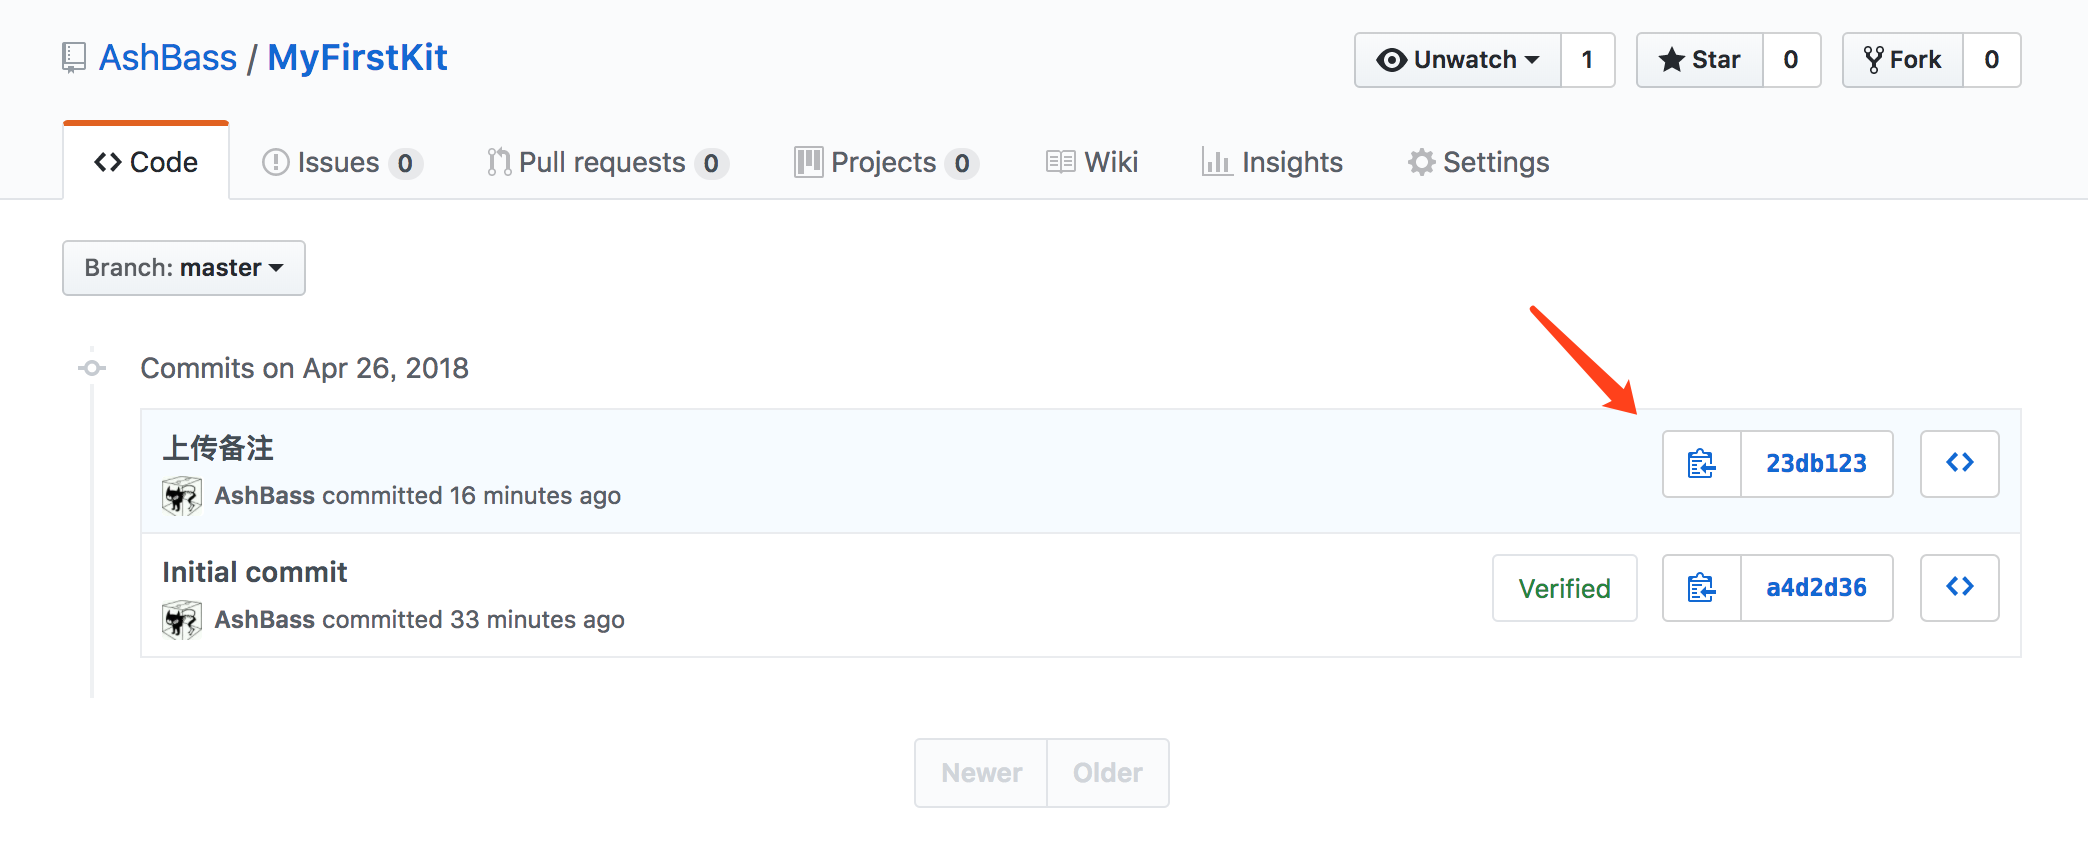 AshBass / MyFirstKit
Unwatch 1 Star 0 Fork 0
Code Issues 0 Pull requests 0 Projects 0 Wiki Insights Settings
Branch: master
Commits on Apr 26, 2018
上传备注
23db123
AshBass committed 16 minutes ago
Initial commit
Verified a4d2d36
AshBass committed 33 minutes ago
Newer Older